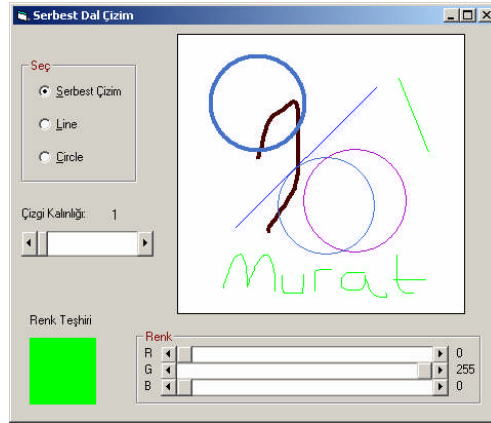 Serbest Dal Çizim
Seç
Serbest Çizim
Line
Circle
Çizgi Kalınlığı: 1
Murat
Renk Teşhiri
Renk
R 0
G 255
B 0